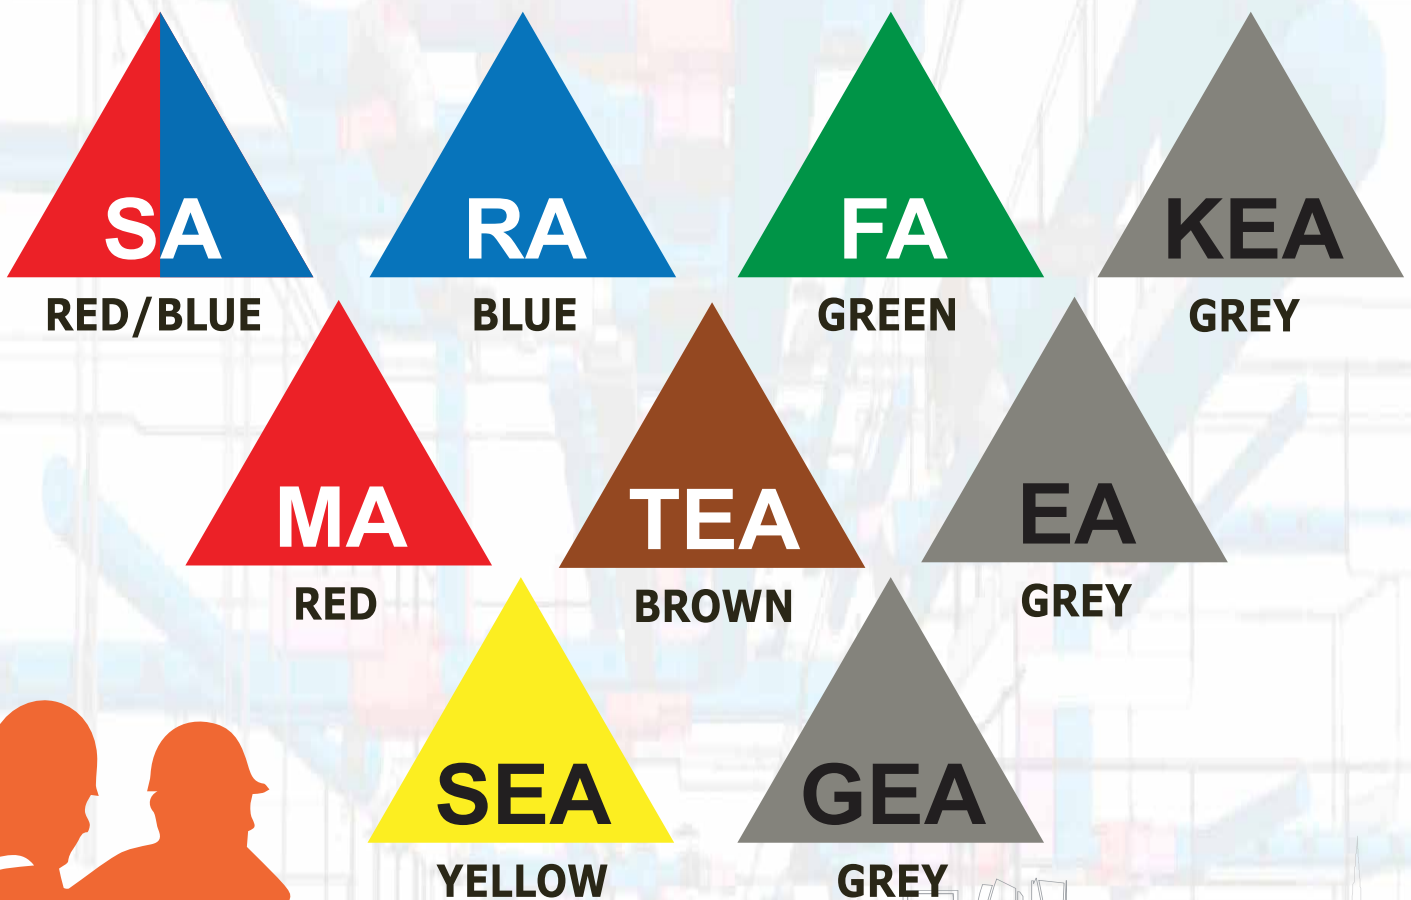 SA
RA
FA
KEA
RED/BLUE
BLUE
GREEN
GREY
MA
TEA
EA
RED
BROWN
GREY
SEA
GEA
YELLOW
GREY